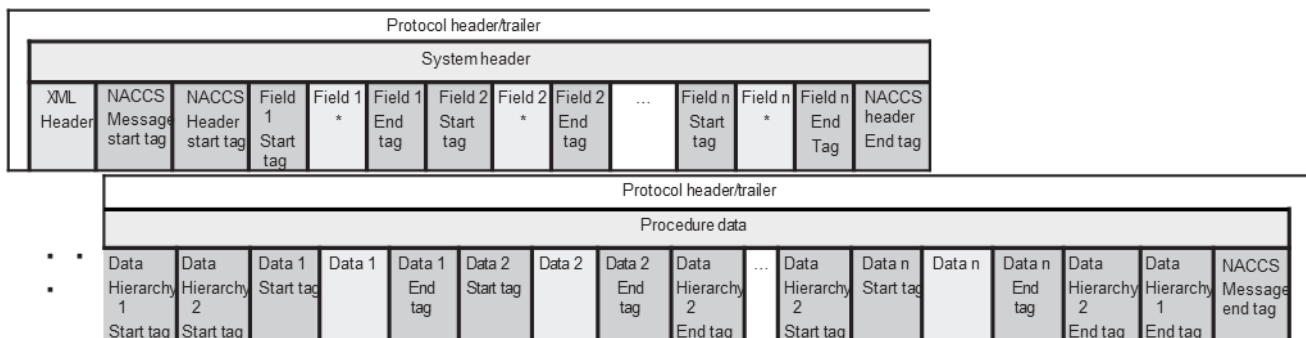 Protocol header/trailer
System header
XML Header
NACCS Message start tag
NACCS Header start tag
Field 1 Start tag
Field 1 *
Field 1 End tag
Field 2 Start tag
Field 2 *
Field 2 End tag
...
Field n Start tag
Field n *
Field n End Tag
NACCS header End tag
Protocol header/trailer
Procedure data
Data Hierarchy 1 Start tag
Data Hierarchy 2 Start tag
Data 1 Start tag
Data 1
Data 1 End tag
Data 2 Start tag
Data 2
Data 2 End tag
Data Hierarchy 2 End tag
...
Data Hierarchy 2 Start tag
Data n Start tag
Data n
Data n End tag
Data Hierarchy 2 End tag
Data Hierarchy 1 End tag
NACCS Message end tag